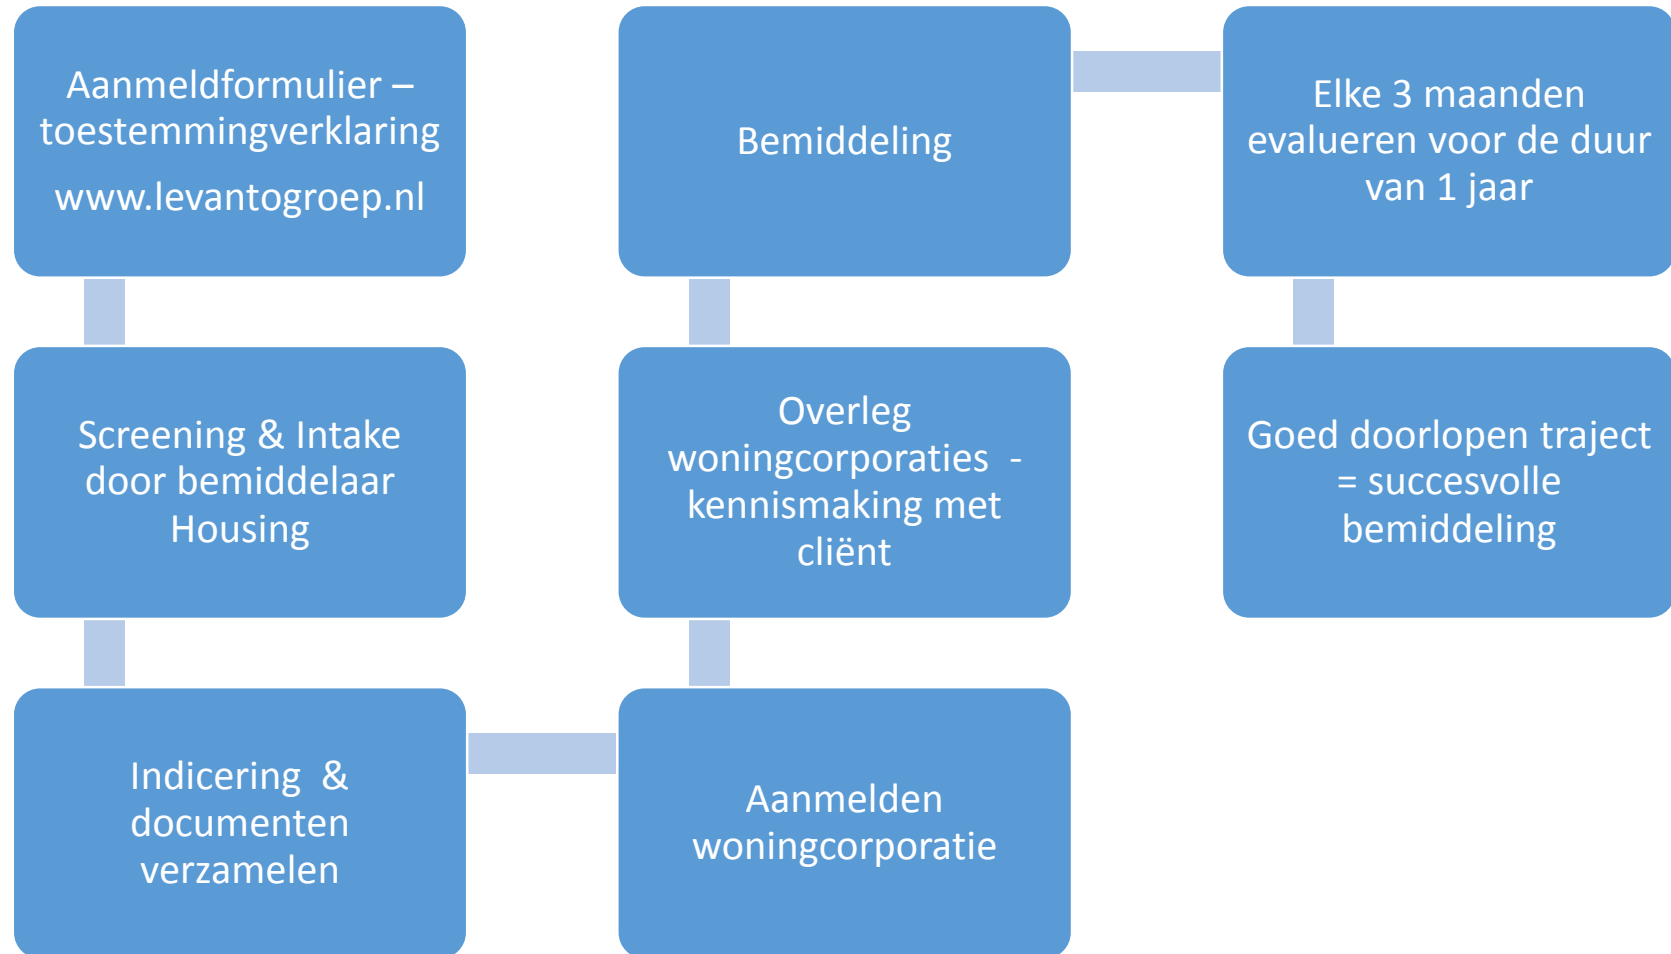 Aanmeldformulier –
toestemmingverklaring
www.levantogroep.nl
Screening & Intake
door bemiddelaar
Housing
Indicering  &
documenten
verzamelen
Aanmelden
woningcorporatie
Overleg
woningcorporaties  -
kennismaking met
cliënt
Bemiddeling
Elke 3 maanden
evalueren voor de duur
van 1 jaar
Goed doorlopen traject
= succesvolle
bemiddeling